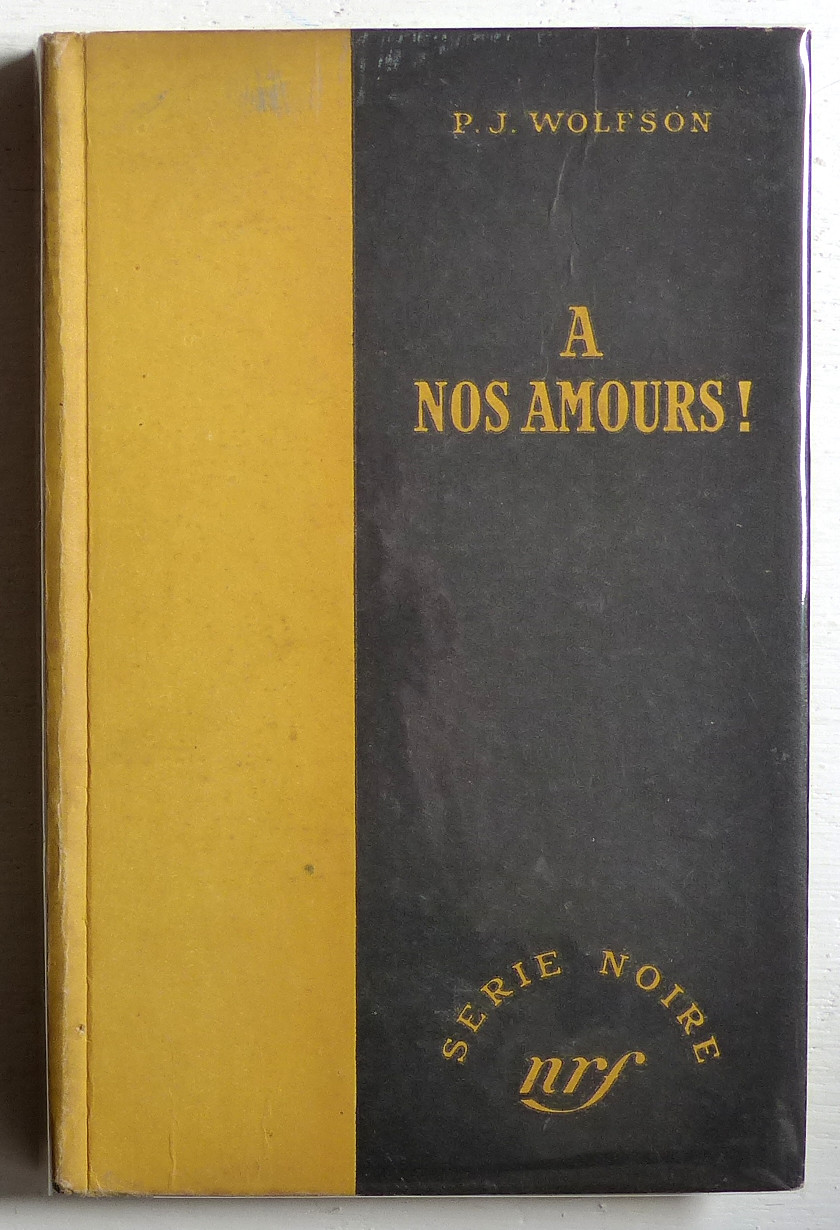 P. J. WOLFSON
A
NOS AMOURS !
SERIE NOIRE
nrf